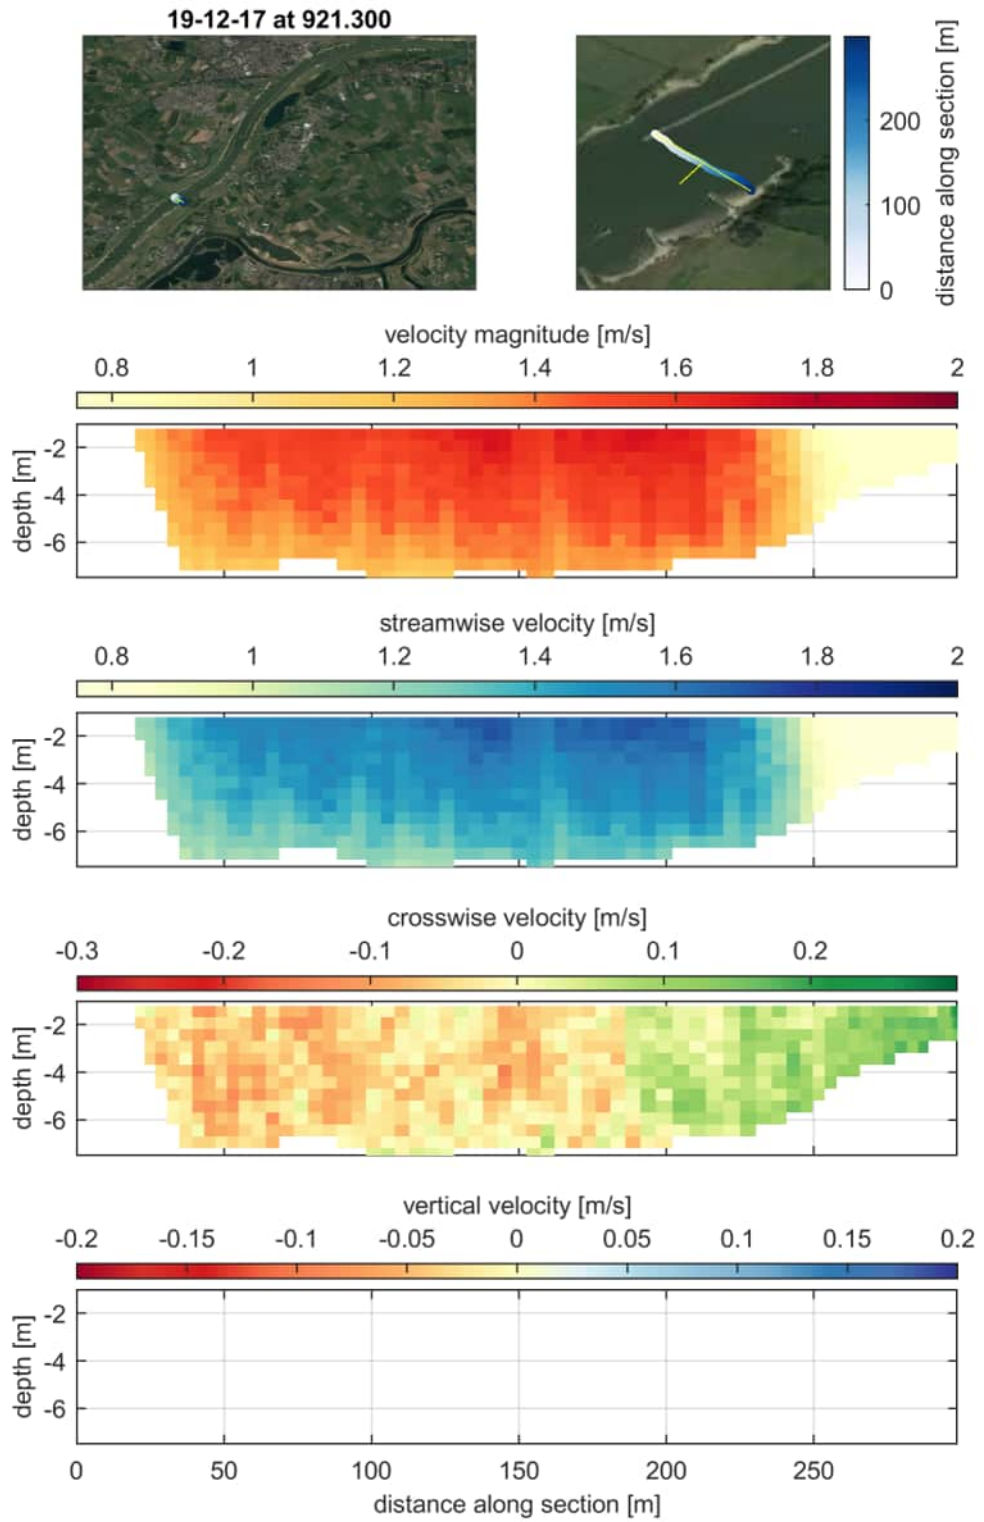 19-12-17 at 921.300
200
100
0
distance along section [m]
velocity magnitude [m/s]
0.8 1 1.2 1.4 1.6 1.8 2
-2
-4
-6
depth [m]
streamwise velocity [m/s]
0.8 1 1.2 1.4 1.6 1.8 2
-2
-4
-6
depth [m]
crosswise velocity [m/s]
-0.3 -0.2 -0.1 0 0.1 0.2
-2
-4
-6
depth [m]
vertical velocity [m/s]
-0.2 -0.15 -0.1 -0.05 0 0.05 0.1 0.15 0.2
-2
-4
-6
depth [m]
0 50 100 150 200 250
distance along section [m]